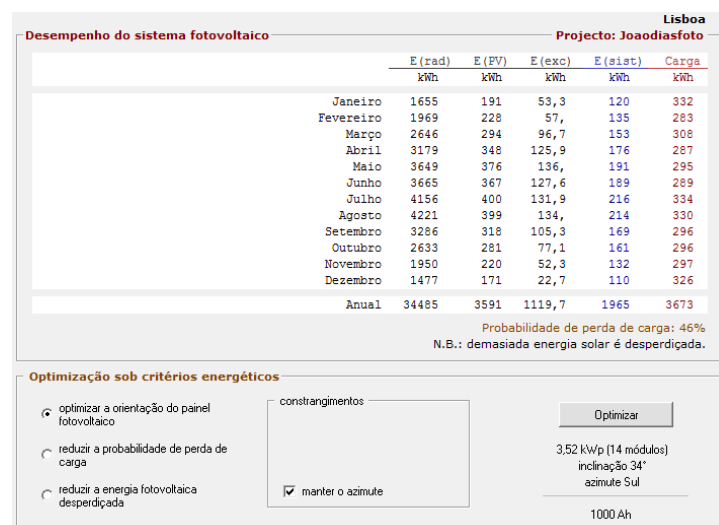 Lisboa
Desempenho do sistema fotovoltaico Projecto: Joaodiasfoto
E(rad) E(PV) E(exc) E(sist) Carga
kWh kWh kWh kWh kWh
Janeiro 1655 191 53,3 120 332
Fevereiro 1969 228 57, 135 283
Março 2646 294 96,7 153 308
Abril 3179 348 125,9 176 287
Maio 3649 376 136, 191 295
Junho 3665 367 127,6 189 289
Julho 4156 400 131,9 216 334
Agosto 4221 399 134, 214 330
Setembro 3286 318 105,3 169 296
Outubro 2633 281 77,1 161 296
Novembro 1950 220 52,3 132 297
Dezembro 1477 171 22,7 110 326
Anual 34485 3591 1119,7 1965 3673
Probabilidade de perda de carga: 46%
N.B.: demasiada energia solar é desperdiçada.
Optimização sob critérios energéticos
optimizar a orientação do painel
fotovoltaico
reduzir a probabilidade de perda de
carga
reduzir a energia fotovoltaica
desperdiçada
constrangimentos
manter o azimute
Optimizar
3,52 kWp (14 módulos)
inclinação 34°
azimute Sul
1000 Ah